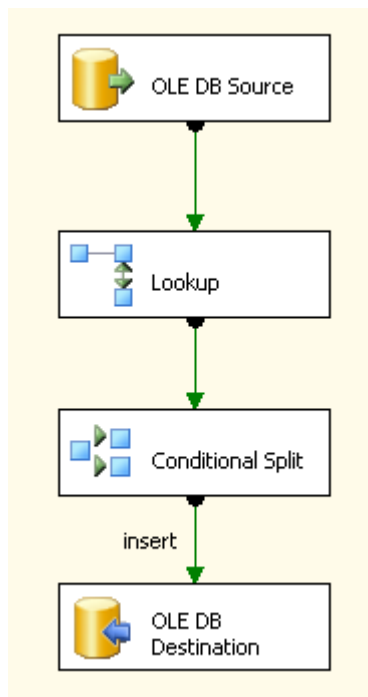 OLE DB Source
Lookup
Conditional Split
insert
OLE DB
Destination